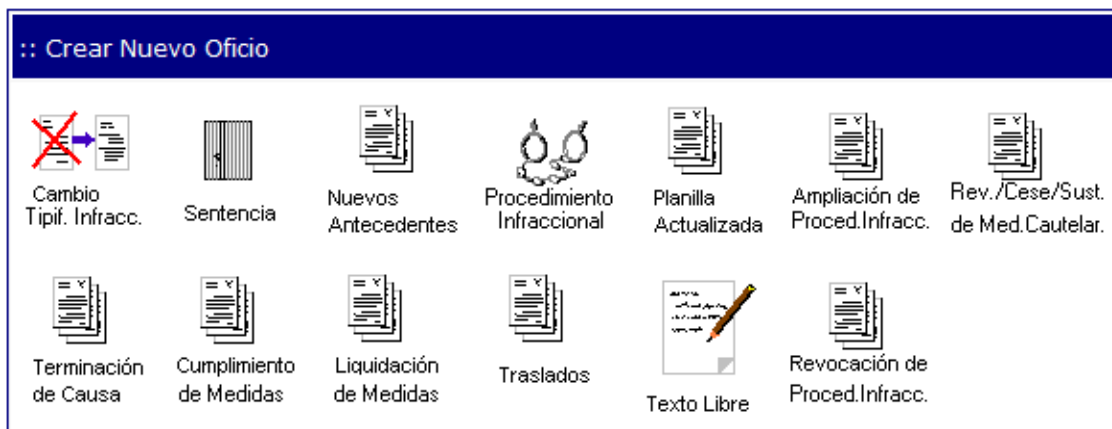 :: Crear Nuevo Oficio
Cambio
Tipif. Infracc.
Sentencia
Nuevos
Antecedentes
Procedimiento
Infraccional
Planilla
Actualizada
Ampliación de
Proced.Infracc.
Rev./Cese/Sust.
de Med.Cautelar.
Terminación
de Causa
Cumplimiento
de Medidas
Liquidación
de Medidas
Traslados
Texto Libre
Revocación de
Proced.Infracc.